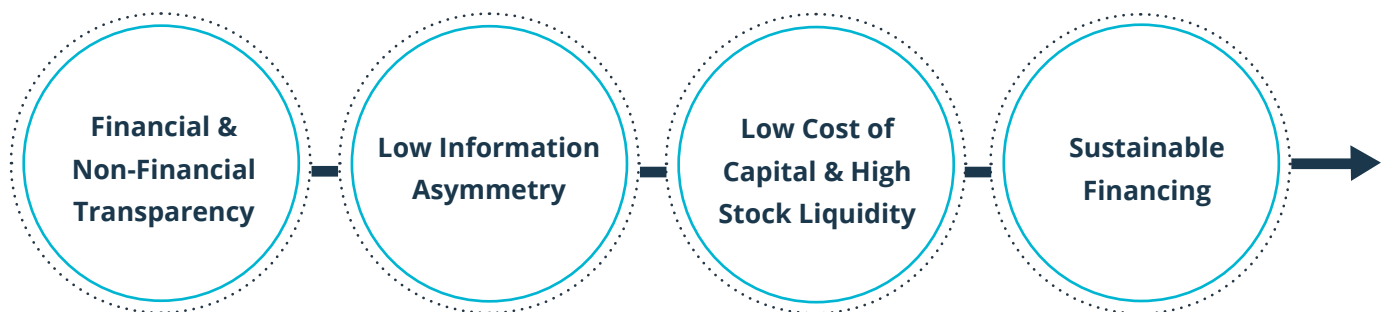 Financial &
Non-Financial
Transparency
Low Information
Asymmetry
Low Cost of
Capital & High
Stock Liquidity
Sustainable
Financing